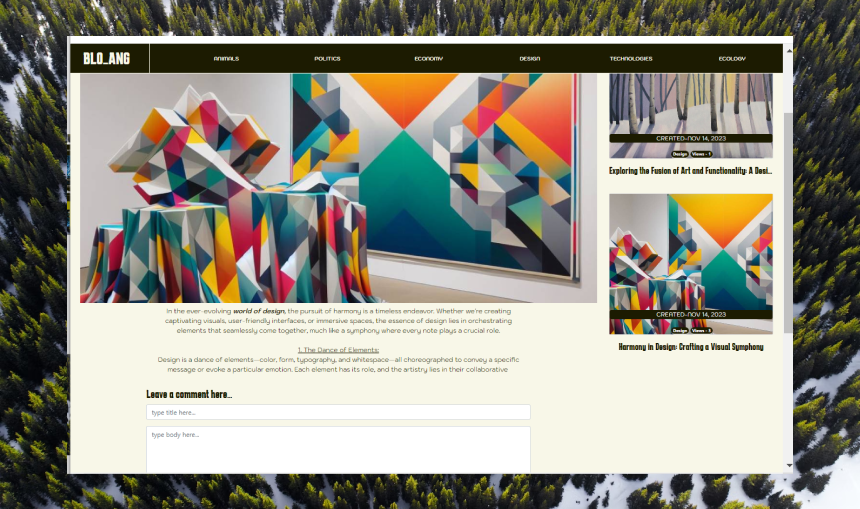 BLO_ANG
ANIMALS
POLITICS
ECONOMY
DESIGN
TECHNOLOGIES
ECOLOGY
In the ever-evolving world of design, the pursuit of harmony is a timeless endeavor. Whether we're creating
captivating visuals, user-friendly interfaces, or immersive spaces, the essence of design lies in orchestrating
elements that seamlessly come together, much like a symphony where every note plays a crucial role.
1. The Dance of Elements:
Design is a dance of elements—color, form, typography, and whitespace—all choreographed to convey a specific
message or evoke a particular emotion. Each element has its role, and the artistry lies in their collaborative
Leave a comment here...
type title here...
type body here...
CREATED-NOV 14, 2023
Design Views - 1
Exploring the Fusion of Art and Functionality: A Desi...
CREATED-NOV 14, 2023
Design Views - 1
Harmony in Design: Crafting a Visual Symphony